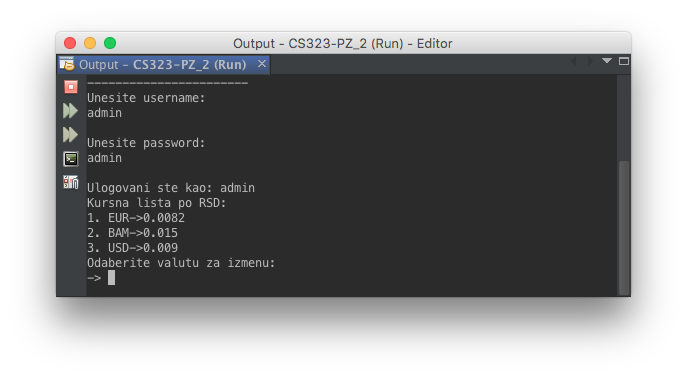 Output - CS323-PZ_2 (Run) - Editor
Output - CS323-PZ_2 (Run) ×
-----------------------
Unesite username:
admin
Unesite password:
admin
Ulogovani ste kao: admin
Kursna lista po RSD:
1. EUR->0.0082
2. BAM->0.015
3. USD->0.009
Odaberite valutu za izmenu:
->